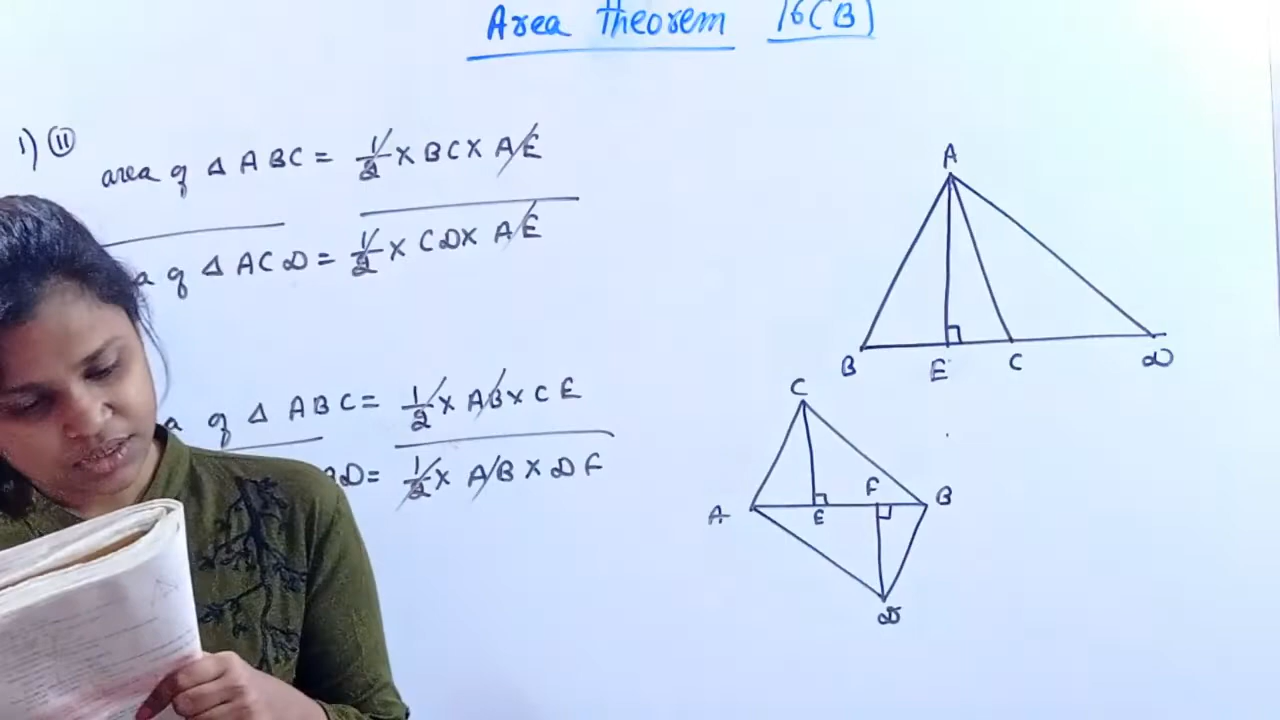 Area Theorem 16(B)
1) (ii)
area of Δ ABC = 1/2 × BC × AE
a of Δ ACD = 1/2 × CD × AE
a of Δ ABC = 1/2 × AB × CE
BD = 1/2 × AB × DF
A
B E C D
C
A E F B
D